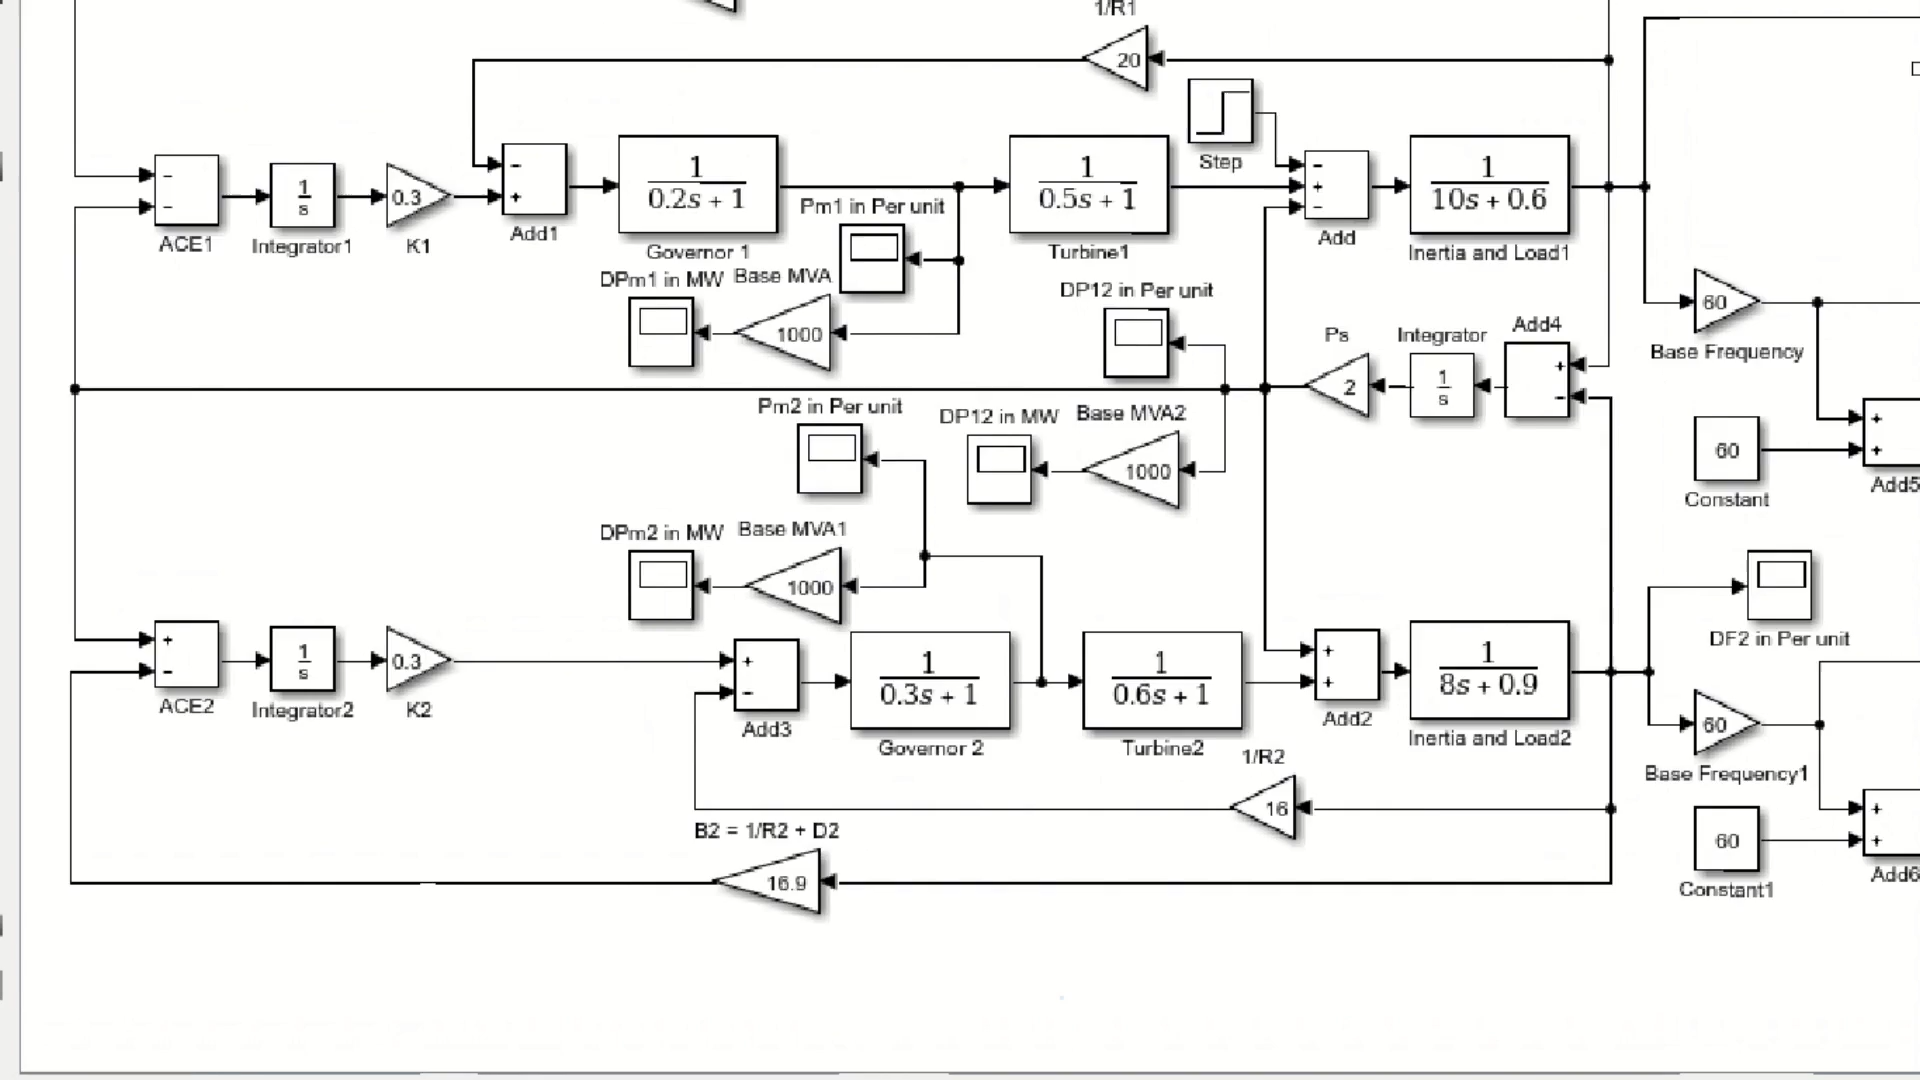 1/R1
20
Step
-
+
-
Add
1
10s + 0.6
Inertia and Load1
-
-
ACE1
1
s
Integrator1
0.3
K1
-
+
Add1
1
0.2s + 1
Governor 1
Pm1 in Per unit
1
0.5s + 1
Turbine1
DPm1 in MW
Base MVA
1000
DP12 in Per unit
Ps
2
Integrator
1
s
Add4
+
-
60
Base Frequency
Pm2 in Per unit
DP12 in MW
Base MVA2
1000
60
Constant
+
+
Add5
DPm2 in MW
Base MVA1
1000
DF2 in Per unit
+
-
ACE2
1
s
Integrator2
0.3
K2
+
-
Add3
1
0.3s + 1
Governor 2
1
0.6s + 1
Turbine2
+
+
Add2
1
8s + 0.9
Inertia and Load2
60
Base Frequency1
1/R2
16
B2 = 1/R2 + D2
16.9
60
Constant1
+
+
Add6